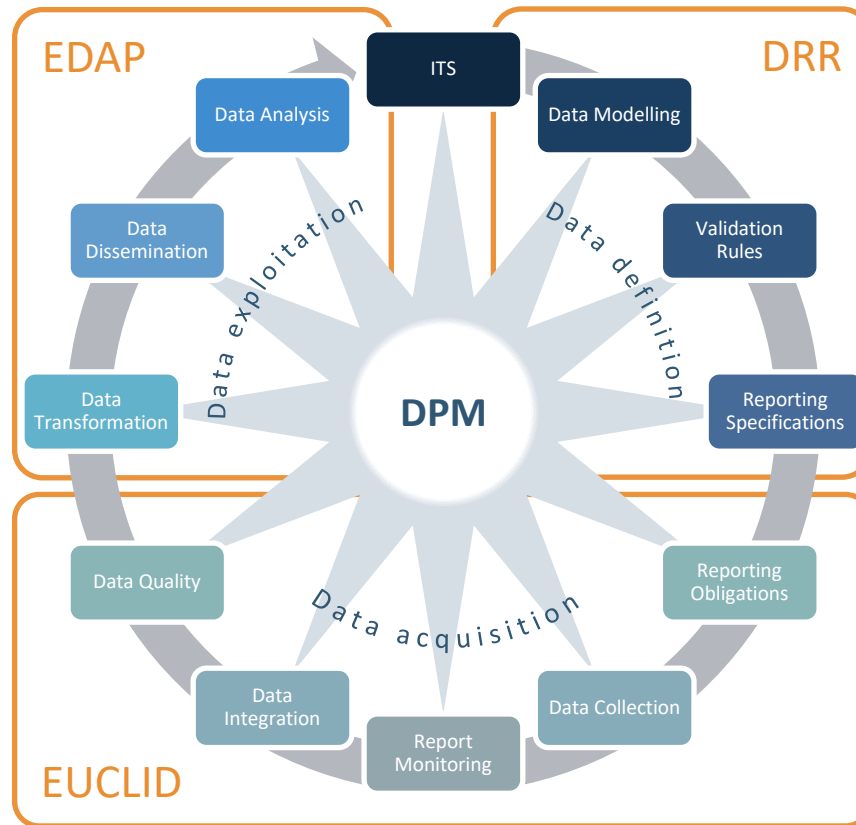 EDAP
DRR
ITS
Data Modelling
Validation
Rules
Reporting
Specifications
Reporting
Obligations
Data Collection
Report
Monitoring
Data
Integration
Data Quality
Data
Transformation
Data
Dissemination
Data Analysis
Data exploitation
Data definition
Data acquisition
DPM
EUCLID